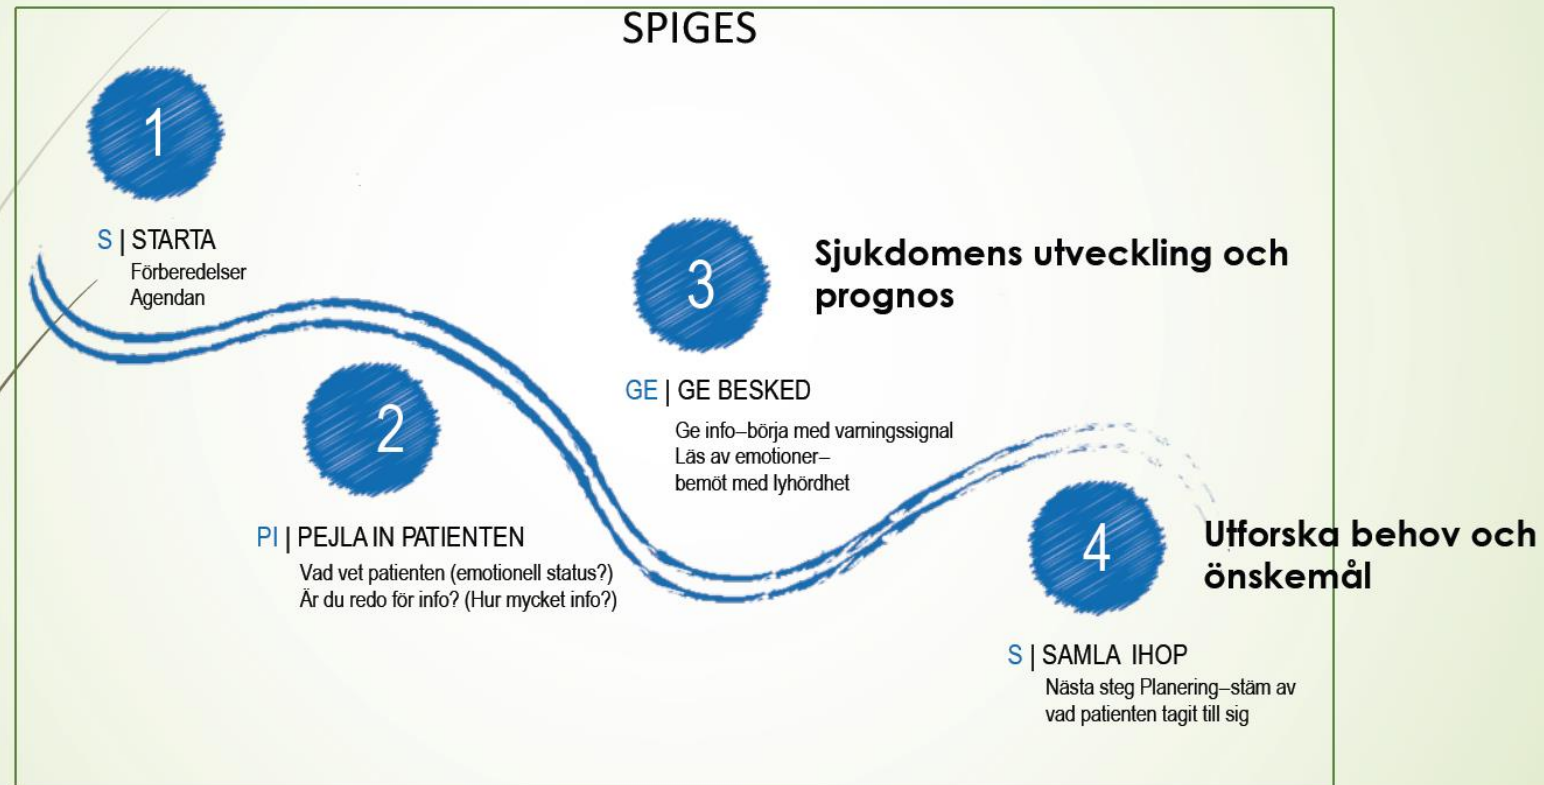 SPIGES
1
S | STARTA
Förberedelser
Agendan
2
PI | PEJLA IN PATIENTEN
Vad vet patienten (emotionell status?)
Är du redo för info? (Hur mycket info?)
3
Sjukdomens utveckling och
prognos
GE | GE BESKED
Ge info–börja med varningssignal
Läs av emotioner–
bemöt med lyhördhet
4
Utforska behov och
önskemål
S | SAMLA IHOP
Nästa steg Planering–stäm av
vad patienten tagit till sig